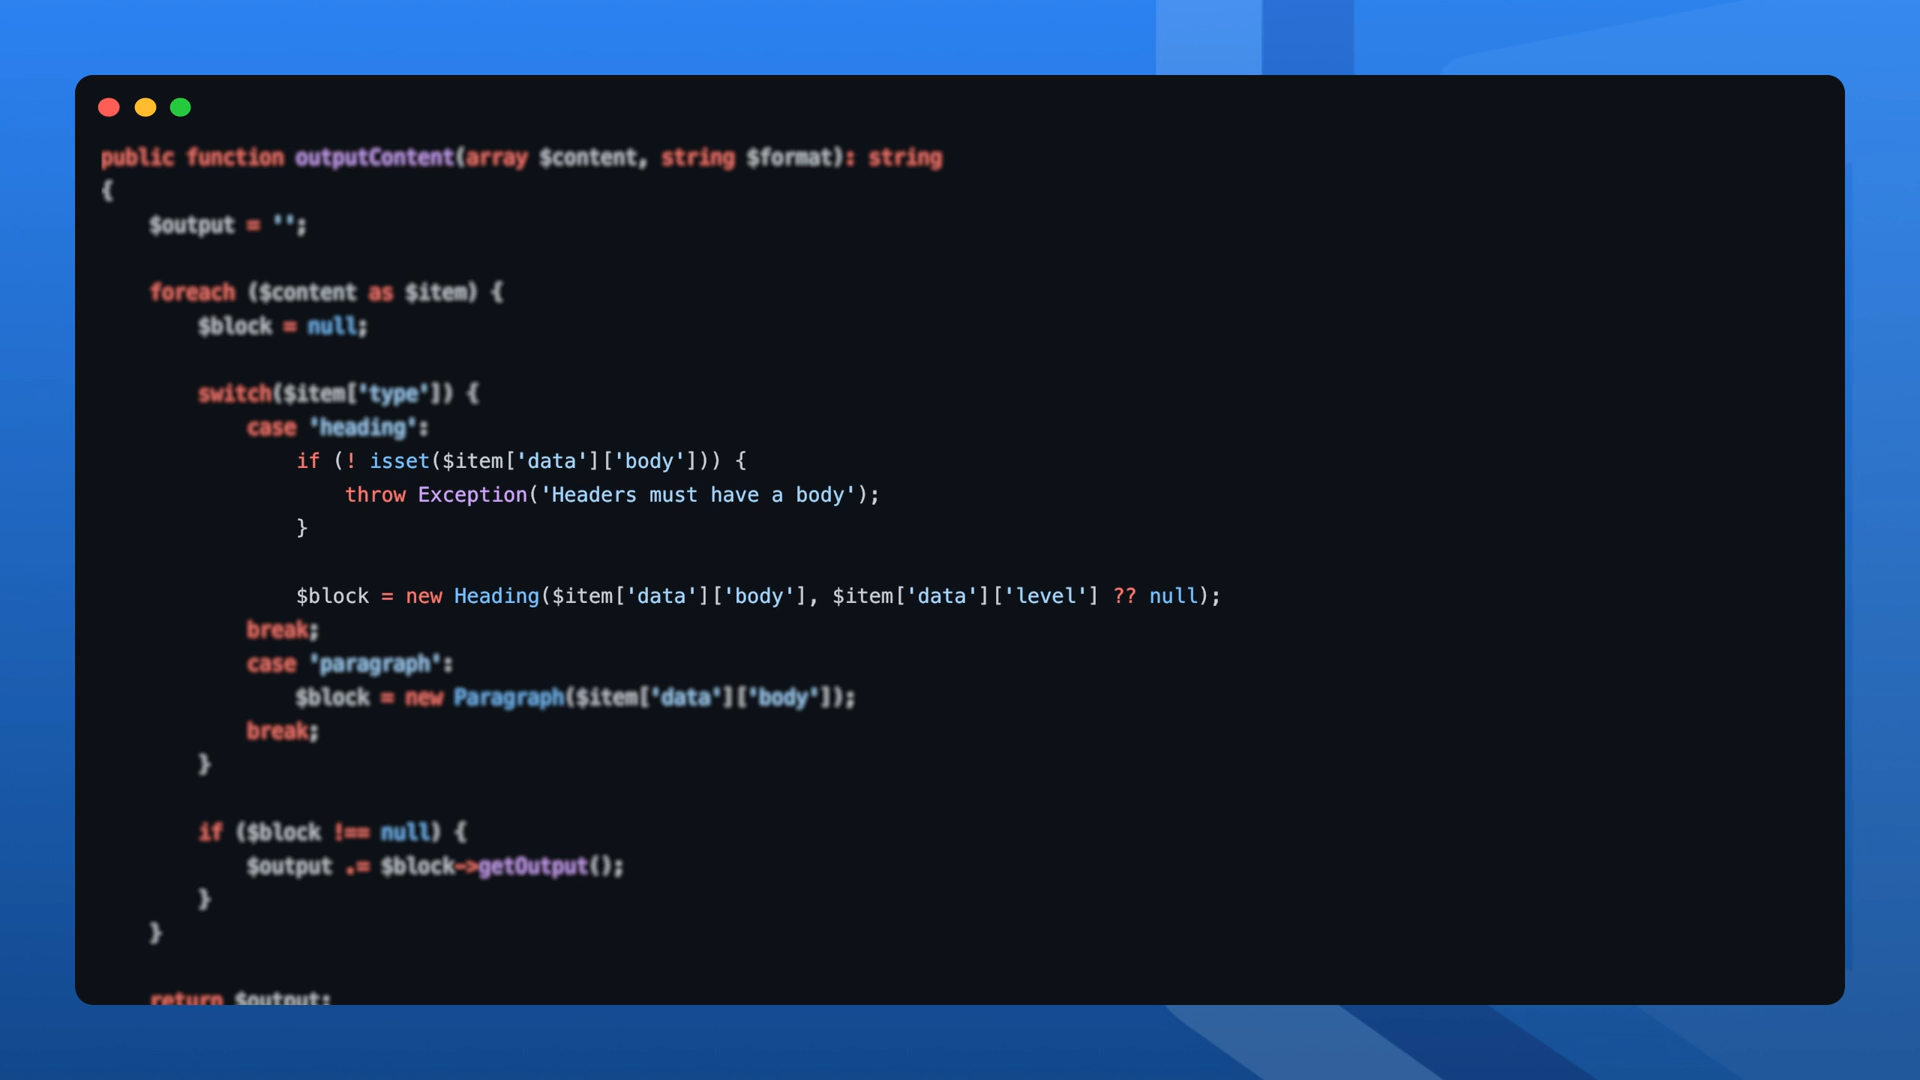 public function outputContent(array $content, string $format): string
{
    $output = '';

    foreach ($content as $item) {
        $block = null;

        switch($item['type']) {
            case 'heading':
                if (! isset($item['data']['body'])) {
                    throw Exception('Headers must have a body');
                }

                $block = new Heading($item['data']['body'], $item['data']['level'] ?? null);
            break;
            case 'paragraph':
                $block = new Paragraph($item['data']['body']);
            break;
        }

        if ($block !== null) {
            $output .= $block->getOutput();
        }
    }

    return $output;